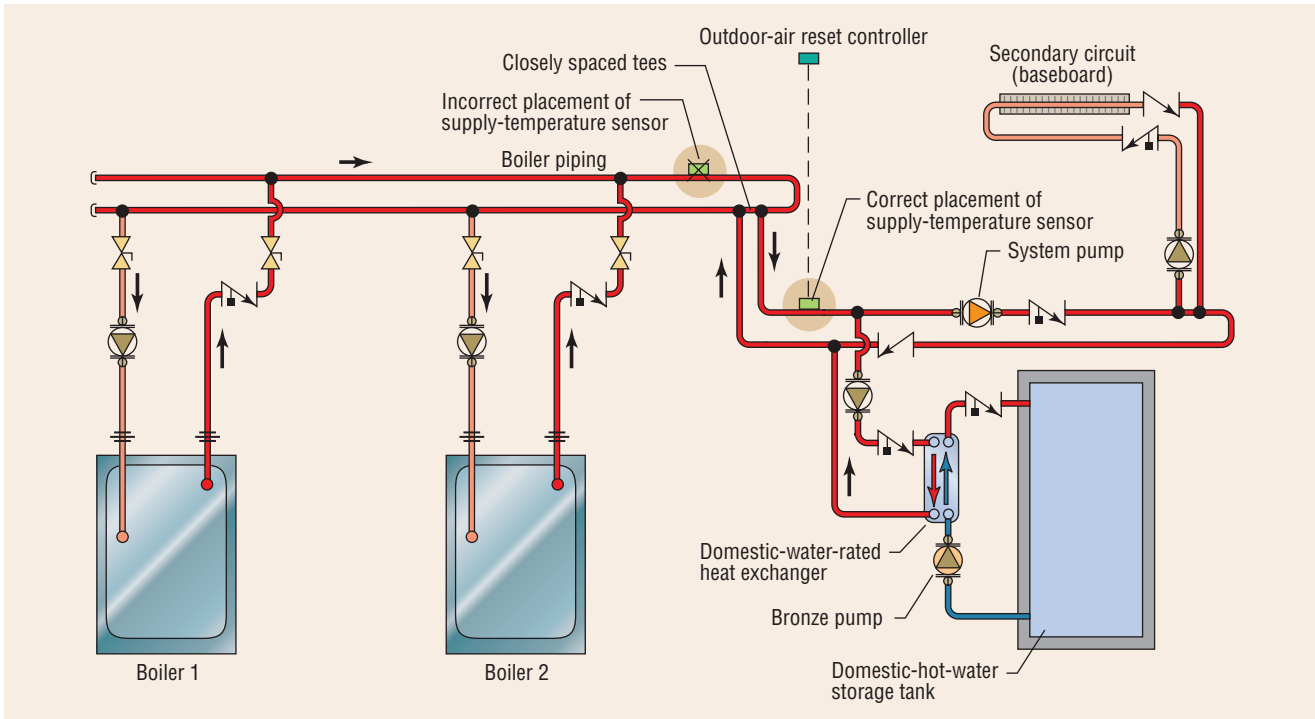 Outdoor-air reset controller
Closely spaced tees
Incorrect placement of
supply-temperature sensor
Boiler piping
Secondary circuit
(baseboard)
Correct placement of
supply-temperature sensor
System pump
Domestic-water-rated
heat exchanger
Bronze pump
Domestic-hot-water
storage tank
Boiler 1
Boiler 2